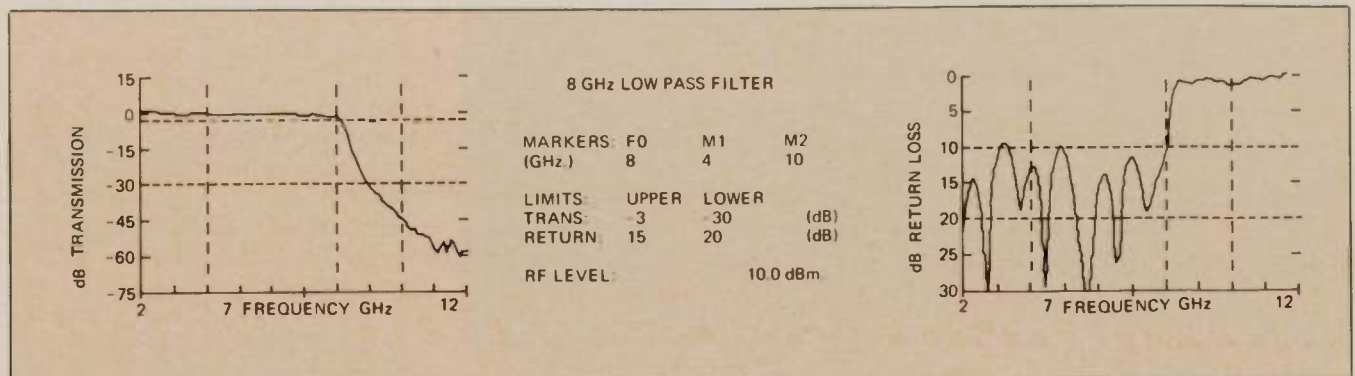 15
0
-15
-30
-45
-60
-75
dB TRANSMISSION
2
7 FREQUENCY GHz
12
8 GHz LOW PASS FILTER
MARKERS: F0 M1 M2
(GHz) 8 4 10
LIMITS: UPPER LOWER
TRANS: -3 -30 (dB)
RETURN: 15 20 (dB)
RF LEVEL: 10.0 dBm
0
5
10
15
20
25
30
dB RETURN LOSS
2
7
FREQUENCY GHz
12